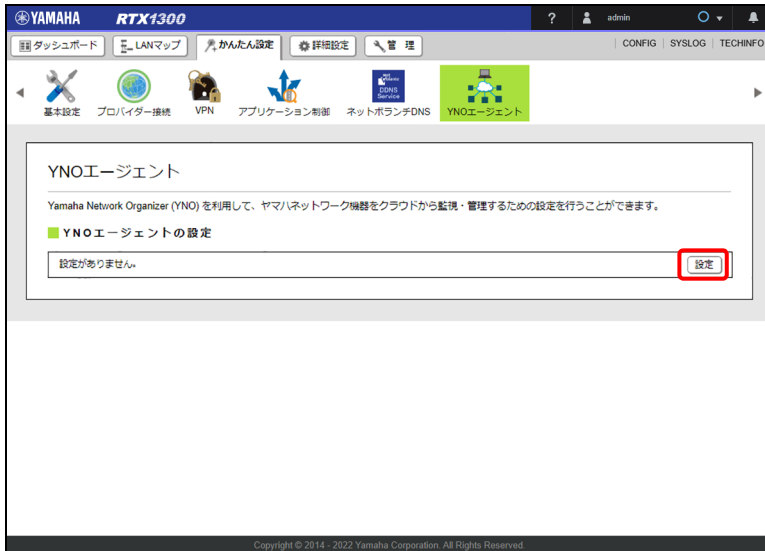 YAMAHA RTX1300 ? admin
ダッシュボード LANマップ かんたん設定 詳細設定 管 理 CONFIG SYSLOG TECHINFO
Net Volante DDNS Service
基本設定 プロバイダー接続 VPN アプリケーション制御 ネットボランチDNS YNOエージェント
YNOエージェント
Yamaha Network Organizer (YNO) を利用して、ヤマハネットワーク機器をクラウドから監視・管理するための設定を行うことができます。
YNOエージェントの設定
設定がありません。 設定
Copyright © 2014 - 2022 Yamaha Corporation. All Rights Reserved.